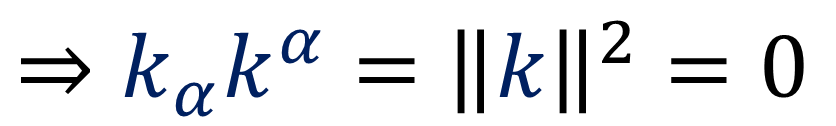 ⇒ k_α k^α = ‖k‖² = 0